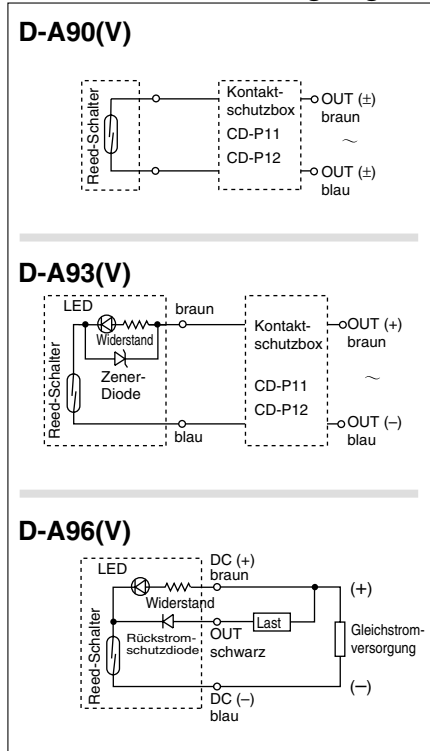 D-A90(V)
Reed-Schalter
Kontakt-
schutzbox
CD-P11
CD-P12
OUT (±)
braun
~
OUT (±)
blau
D-A93(V)
LED
Widerstand
Zener-
Diode
Reed-Schalter
braun
blau
Kontakt-
schutzbox
CD-P11
CD-P12
OUT (+)
braun
~
OUT (–)
blau
D-A96(V)
LED
Widerstand
Rückstrom-
schutzdiode
Reed-Schalter
DC (+)
braun
OUT
schwarz
Last
DC (–)
blau
(+)
Gleichstrom-
versorgung
(–)